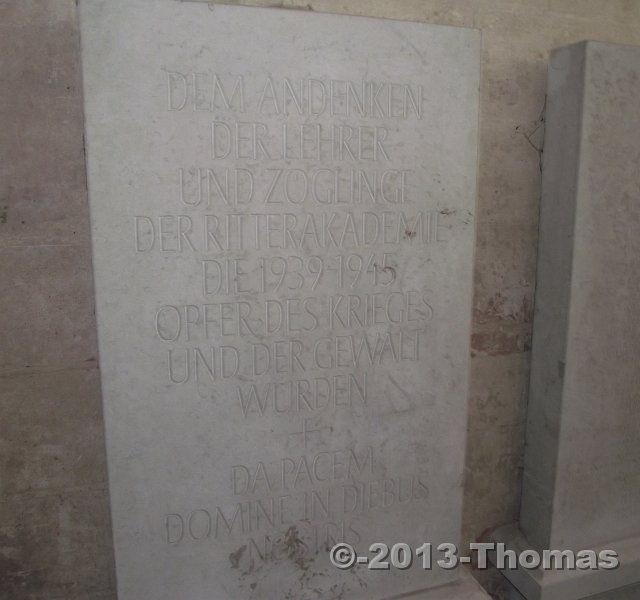 DEM ANDENKEN
DER LEHRER
UND ZÖGLINGE
DER RITTERAKADEMIE
DIE 1939-1945
OPFER DES KRIEGES
UND DER GEWALT
WURDEN
+
DA PACEM
DOMINE IN DIEBUS
NOSTRIS
©-2013-Thomas